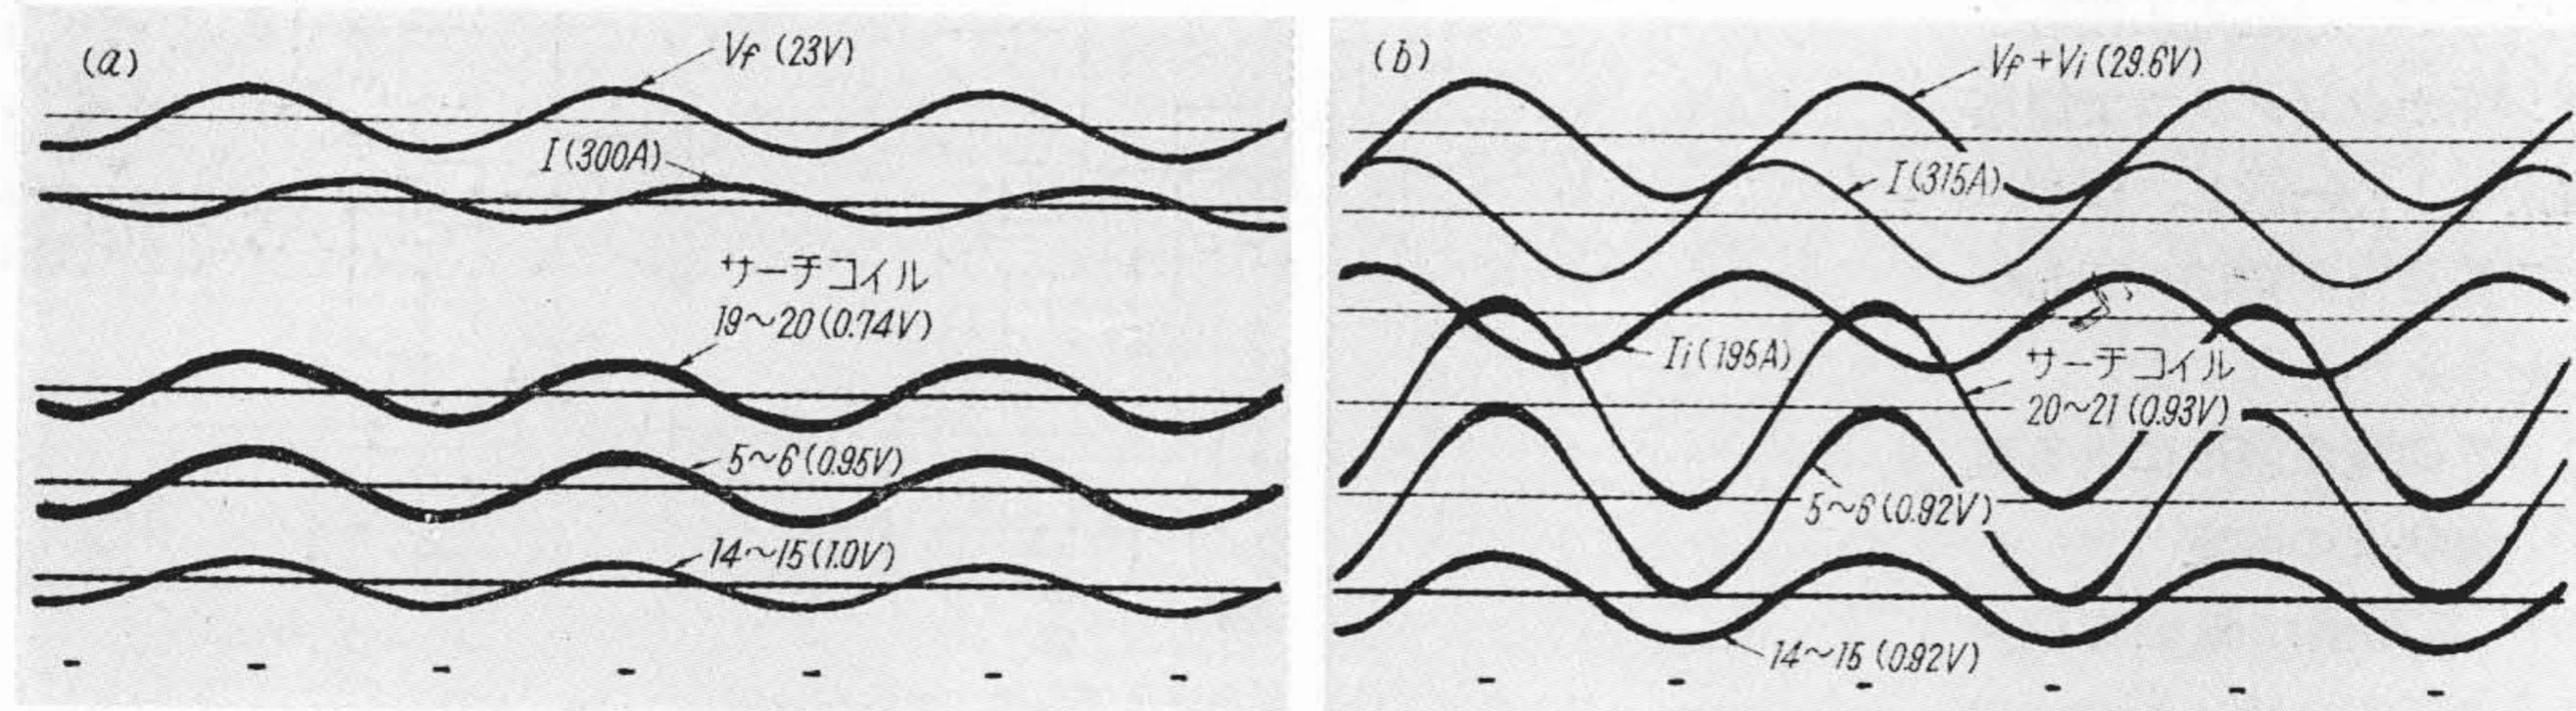 (a)
Vf (23V)
I (300A)
サーチコイル
19～20 (0.74V)
5～6 (0.95V)
14～15 (1.0V)
(b)
Vf + Vi (29.6V)
I (315A)
Ii (195A)
サーチコイル
20～21 (0.93V)
5～6 (0.92V)
14～15 (0.92V)